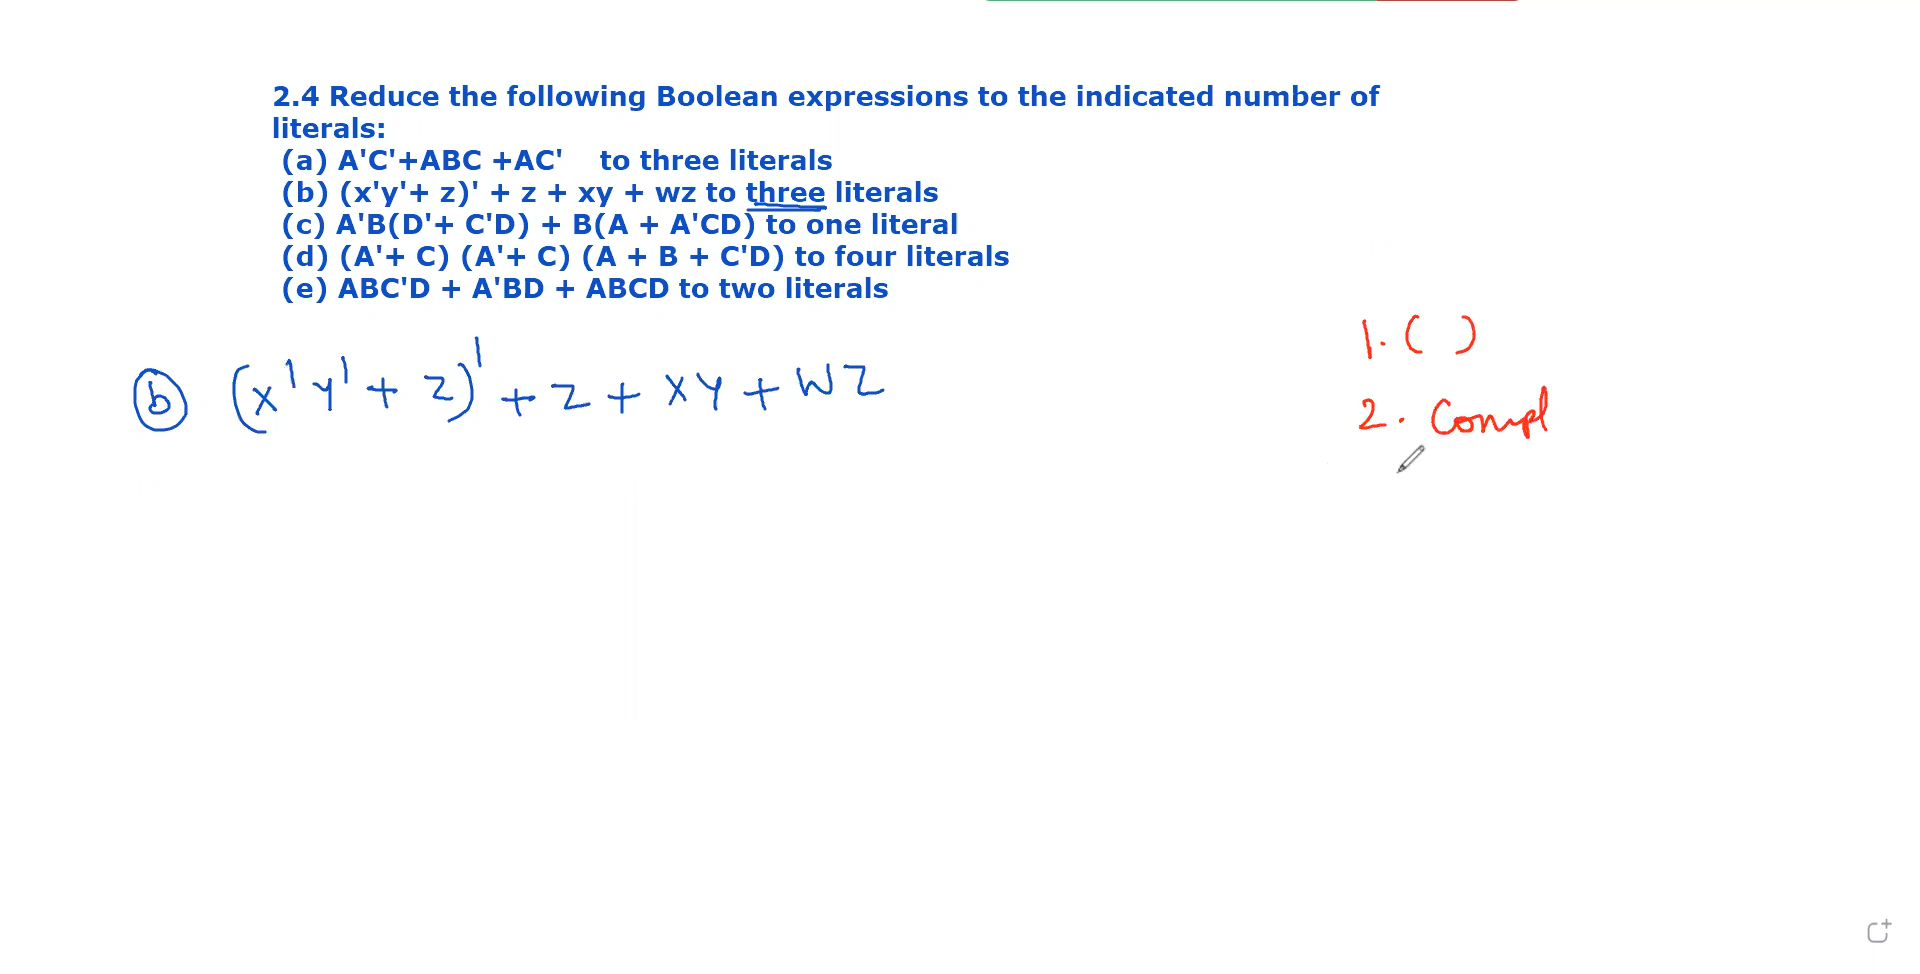 2.4 Reduce the following Boolean expressions to the indicated number of
literals:
(a) A'C'+ABC +AC' to three literals
(b) (x'y'+ z)' + z + xy + wz to three literals
(c) A'B(D'+ C'D) + B(A + A'CD) to one literal
(d) (A'+ C) (A'+ C) (A + B + C'D) to four literals
(e) ABC'D + A'BD + ABCD to two literals
1. ( )
(b) (x'y' + z)' + z + xy + wz
2. Compl